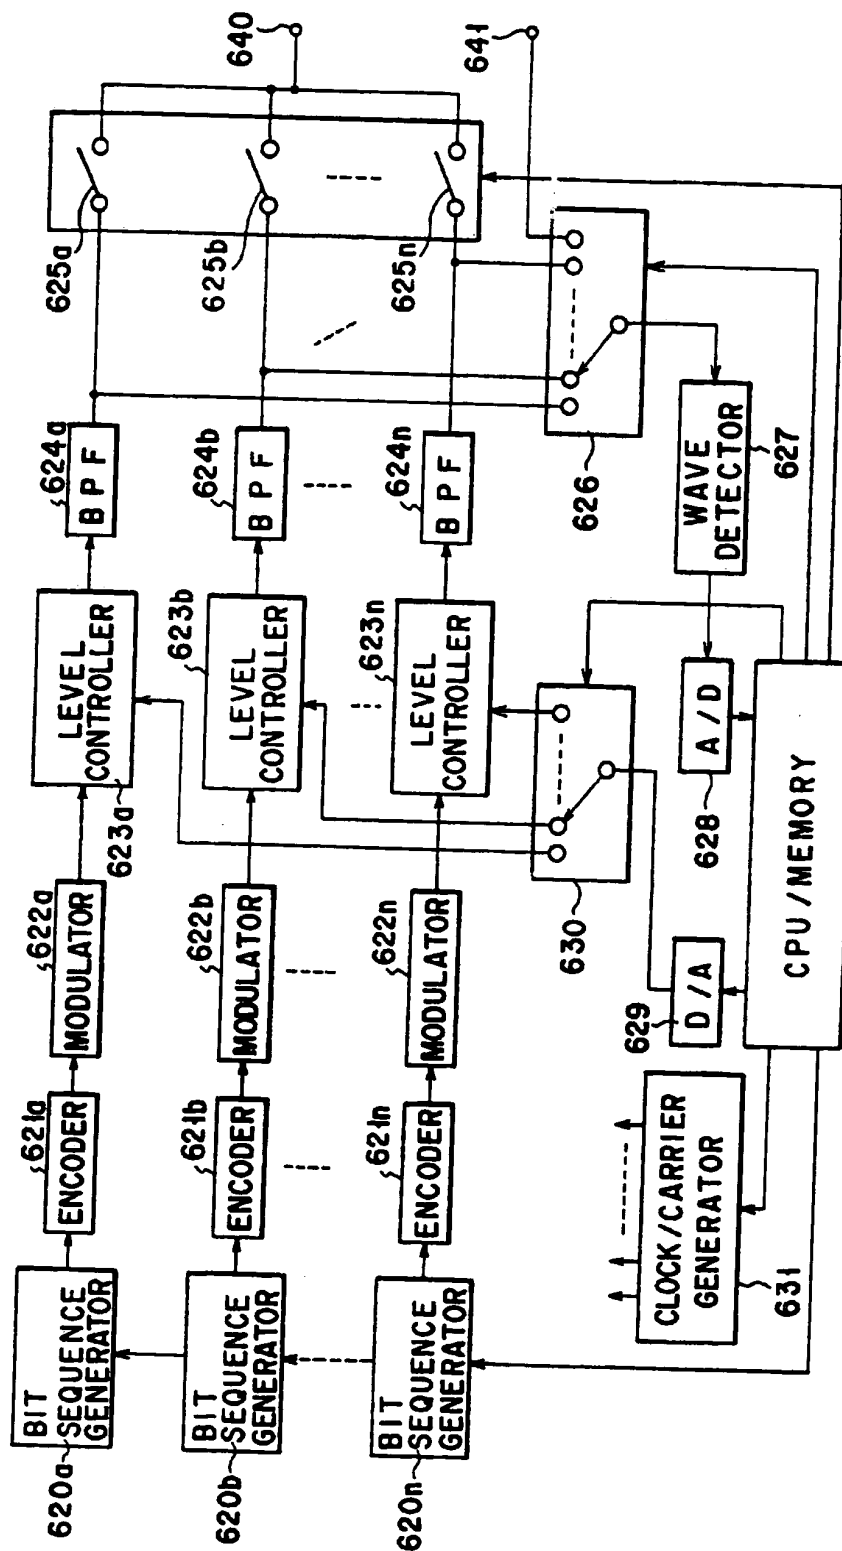 BIT
SEQUENCE
GENERATOR
620a
ENCODER
621a
MODULATOR
622a
LEVEL
CONTROLLER
623a
BPF
624a
625a
640
BIT
SEQUENCE
GENERATOR
620b
ENCODER
621b
MODULATOR
622b
LEVEL
CONTROLLER
623b
BPF
624b
625b
BIT
SEQUENCE
GENERATOR
620n
ENCODER
621n
MODULATOR
622n
LEVEL
CONTROLLER
623n
BPF
624n
625n
641
630
626
CLOCK/CARRIER
GENERATOR
631
D/A
629
A/D
628
WAVE
DETECTOR
627
CPU/MEMORY